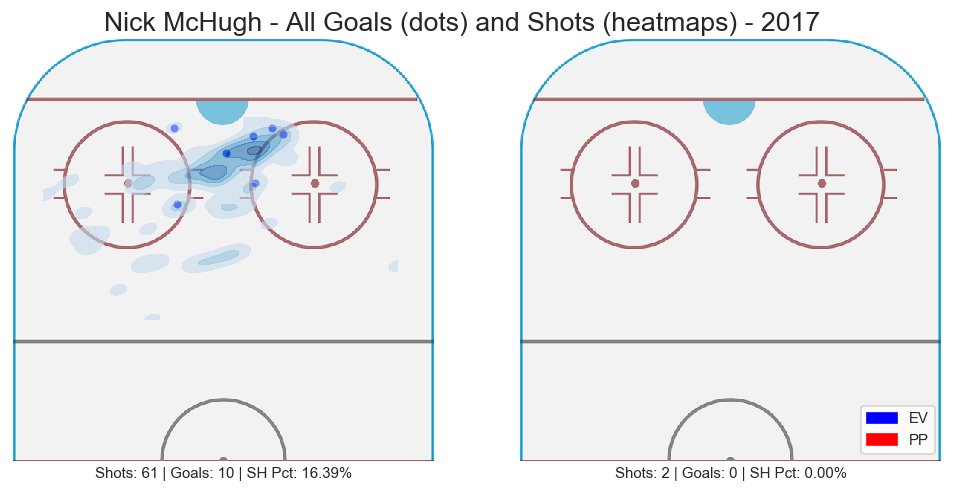 Nick McHugh - All Goals (dots) and Shots (heatmaps) - 2017
EV
PP
Shots: 61 | Goals: 10 | SH Pct: 16.39%
Shots: 2 | Goals: 0 | SH Pct: 0.00%